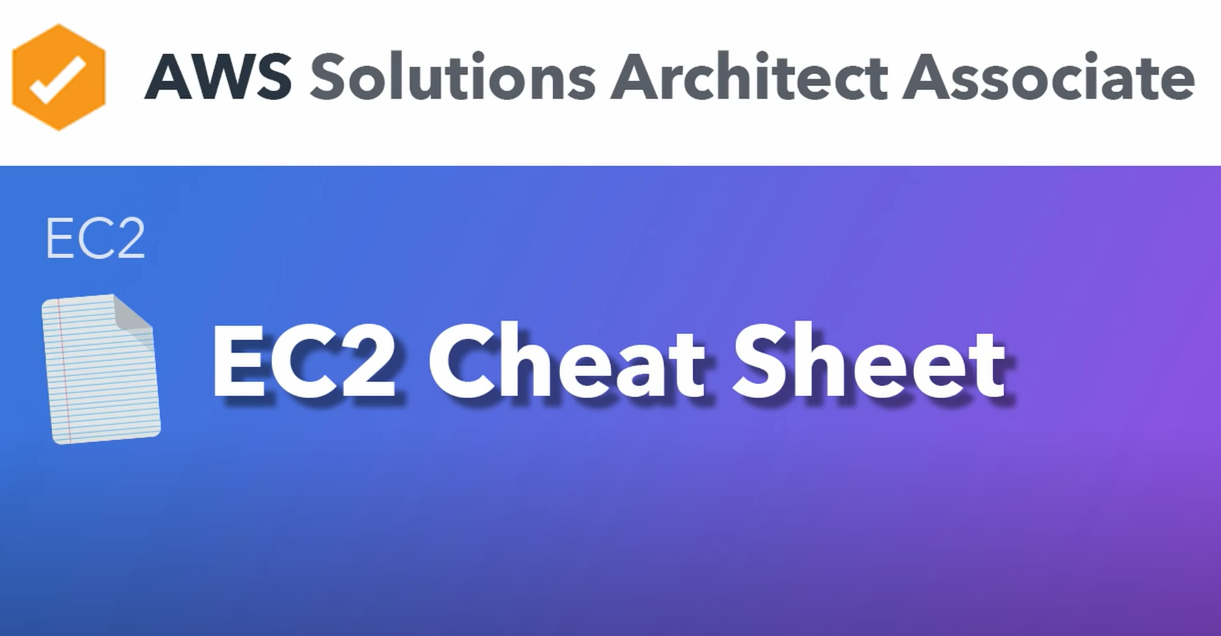 AWS Solutions Architect Associate
EC2
EC2 Cheat Sheet